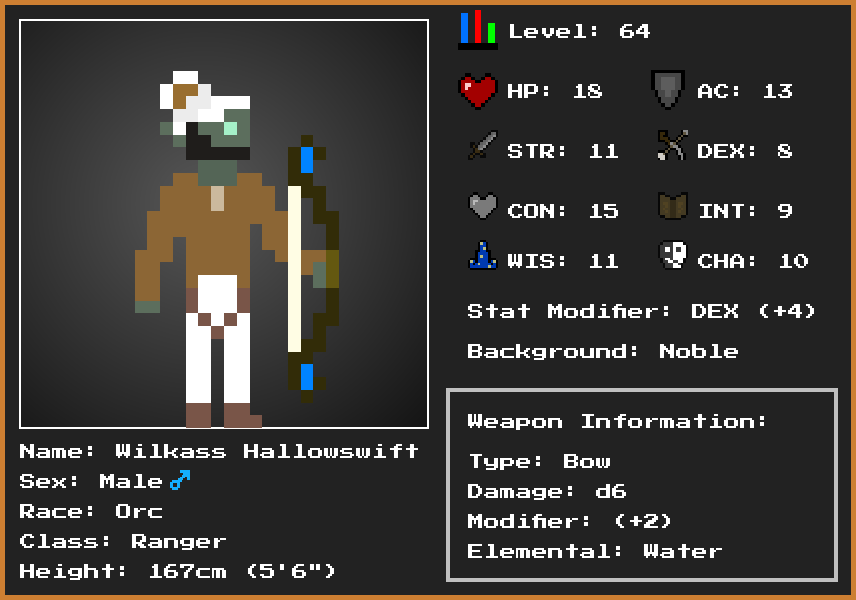 Level: 64
HP: 18
AC: 13
STR: 11
DEX: 8
CON: 15
INT: 9
WIS: 11
CHA: 10
Stat Modifier: DEX (+4)
Background: Noble
Weapon Information:
Type: Bow
Damage: d6
Modifier: (+2)
Elemental: Water
Name: Wilkass Hallowswift
Sex: Male♂
Race: Orc
Class: Ranger
Height: 167cm (5'6")